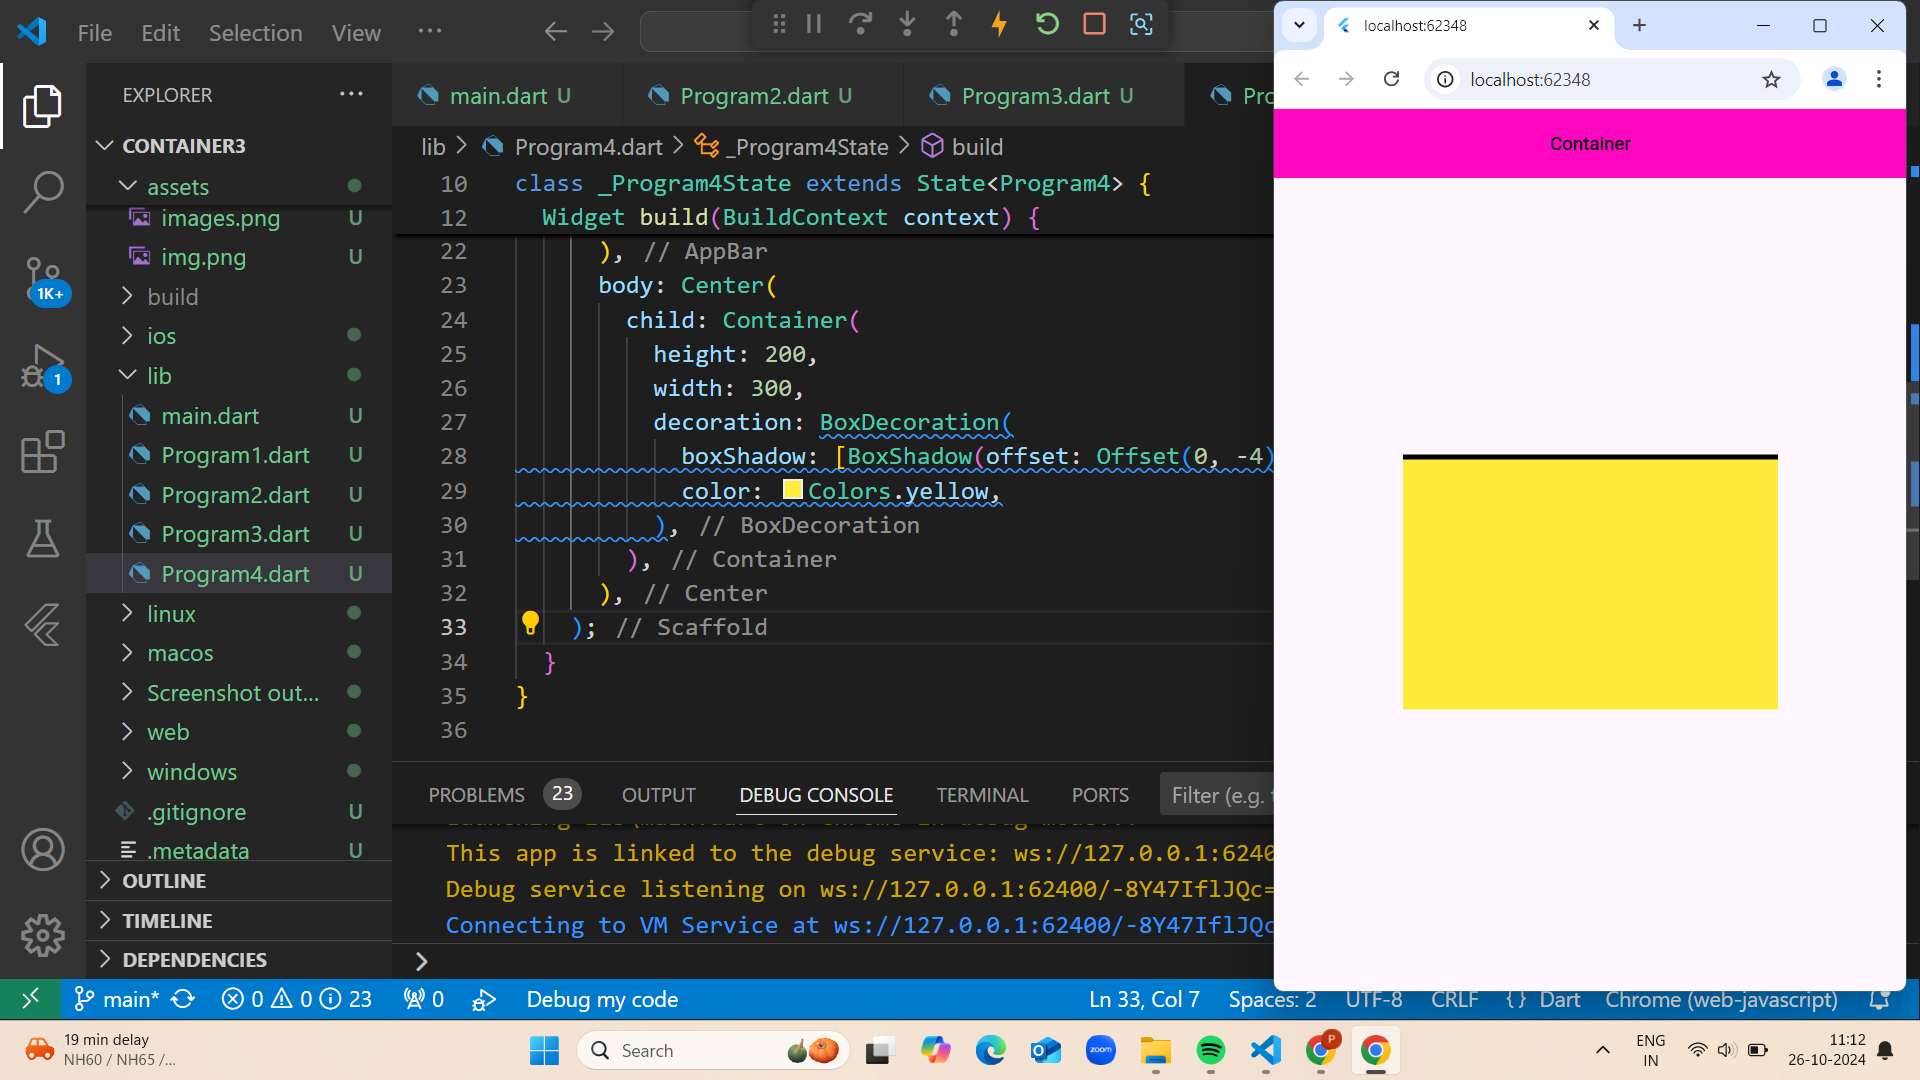 File Edit Selection View ...
EXPLORER ...
CONTAINER3
assets
images.png U
img.png U
build
ios
lib
main.dart U
Program1.dart U
Program2.dart U
Program3.dart U
Program4.dart U
linux
macos
Screenshot out...
web
windows
.gitignore U
.metadata U
OUTLINE
TIMELINE
DEPENDENCIES
1K+
1
main.dart U
Program2.dart U
Program3.dart U
Pro
lib > Program4.dart > _Program4State > build
10 class _Program4State extends State<Program4> {
12 Widget build(BuildContext context) {
22 ), // AppBar
23 body: Center(
24 child: Container(
25 height: 200,
26 width: 300,
27 decoration: BoxDecoration(
28 boxShadow: [BoxShadow(offset: Offset(0, -4)
29 color: Colors.yellow,
30 ), // BoxDecoration
31 ), // Container
32 ), // Center
33 ); // Scaffold
34 }
35 }
36
PROBLEMS 23 OUTPUT DEBUG CONSOLE TERMINAL PORTS Filter (e.g.
This app is linked to the debug service: ws://127.0.0.1:6240
Debug service listening on ws://127.0.0.1:62400/-8Y47IflJQc=
Connecting to VM Service at ws://127.0.0.1:62400/-8Y47IflJQc
>
localhost:62348
localhost:62348
Container
main* 0 0 23 0 Debug my code Ln 33, Col 7 Spaces: 2 UTF-8 CRLF {} Dart Chrome (web-javascript)
19 min delay
NH60 / NH65 /...
Search
zoom
P
ENG
IN
11:12
26-10-2024